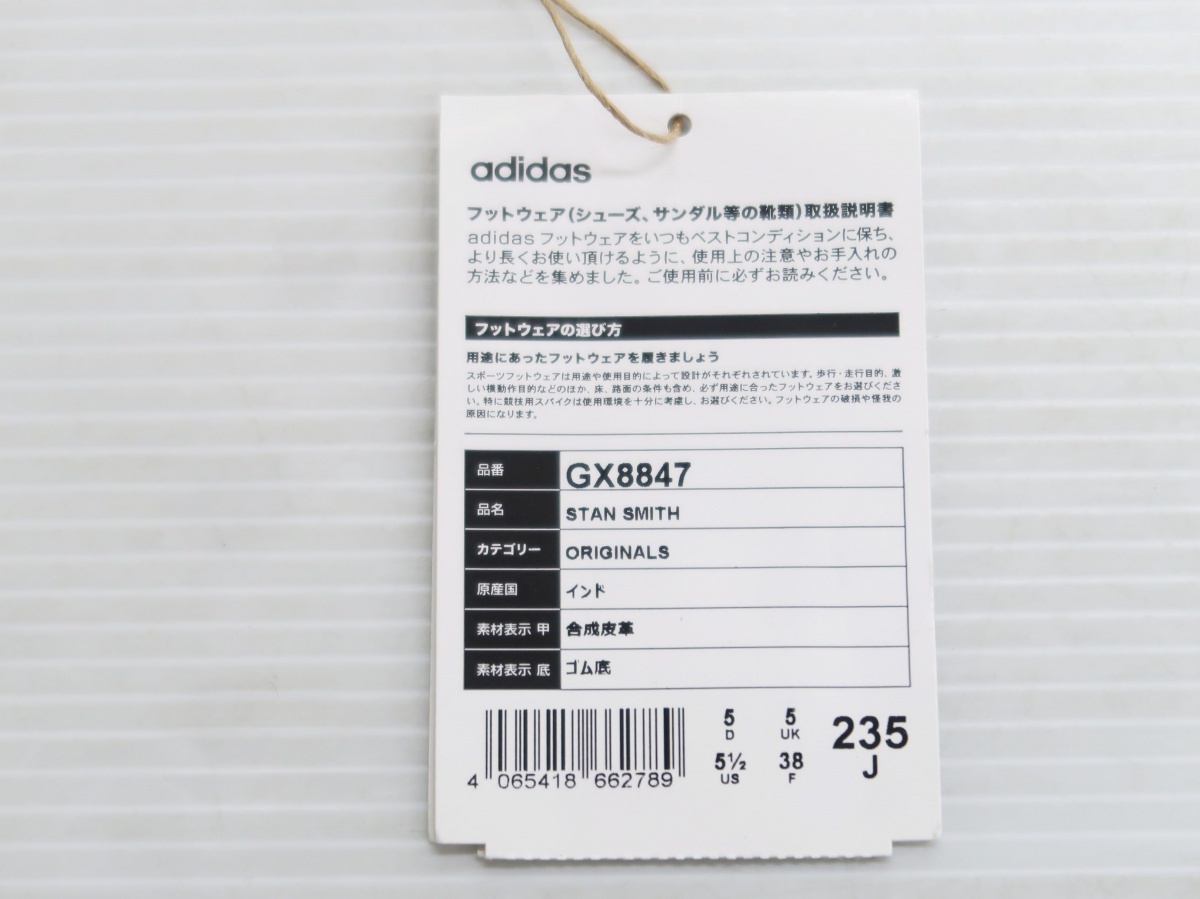 adidas
フットウェア(シューズ、サンダル等の靴類)取扱説明書
adidas フットウェアをいつもベストコンディションに保ち、
より長くお使い頂けるように、使用上の注意やお手入れの
方法などを集めました。ご使用前に必ずお読みください。
フットウェアの選び方
用途にあったフットウェアを履きましょう
スポーツフットウェアは用途や使用目的によって設計がそれぞれされています。歩行・走行目的、激
しい横動作目的などのほか、床、路面の条件も含め、必ず用途に合ったフットウェアをお選びくださ
い。特に競技用スパイクは使用環境を十分に考慮し、お選びください。フットウェアの破損や怪我の
原因になります。
品番 GX8847
品名 STAN SMITH
カテゴリー ORIGINALS
原産国 インド
素材表示 甲 合成皮革
素材表示 底 ゴム底
5 5 235
D UK J
5½ 38
US F
4 065418 662789